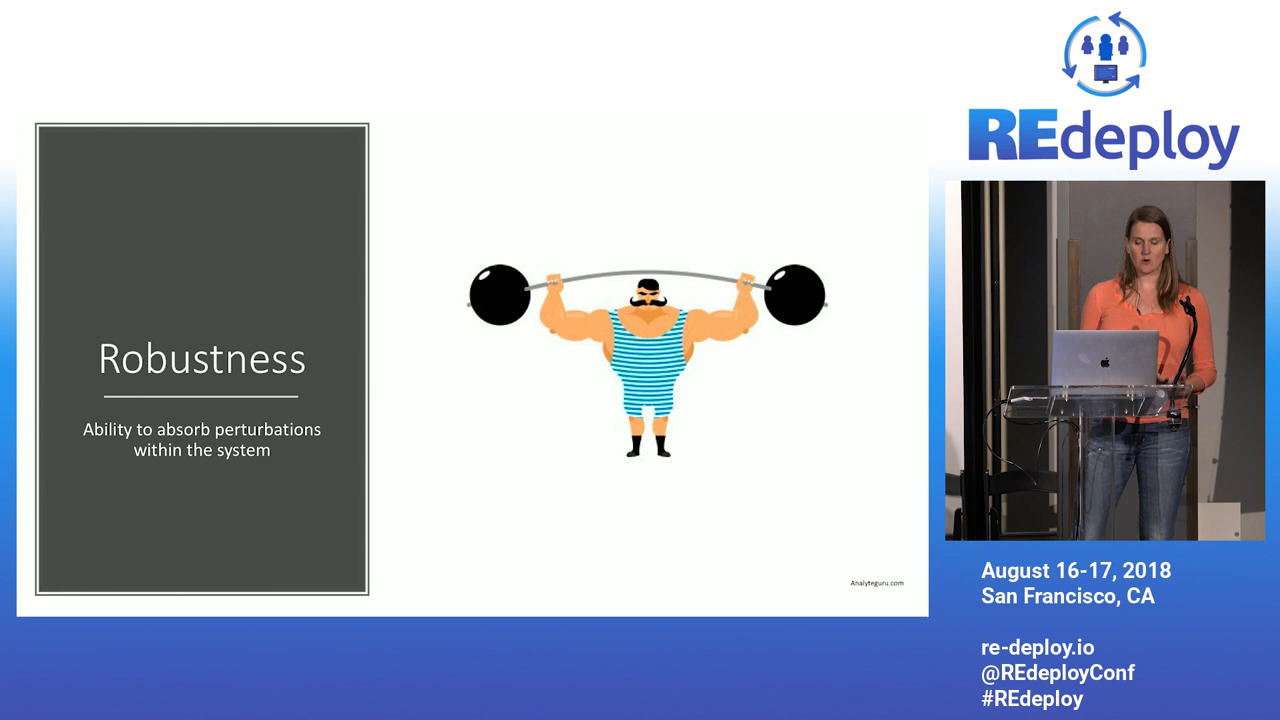 Robustness
Ability to absorb perturbations
within the system
Analyteguru.com
REdeploy
August 16-17, 2018
San Francisco, CA
re-deploy.io
@REdeployConf
#REdeploy